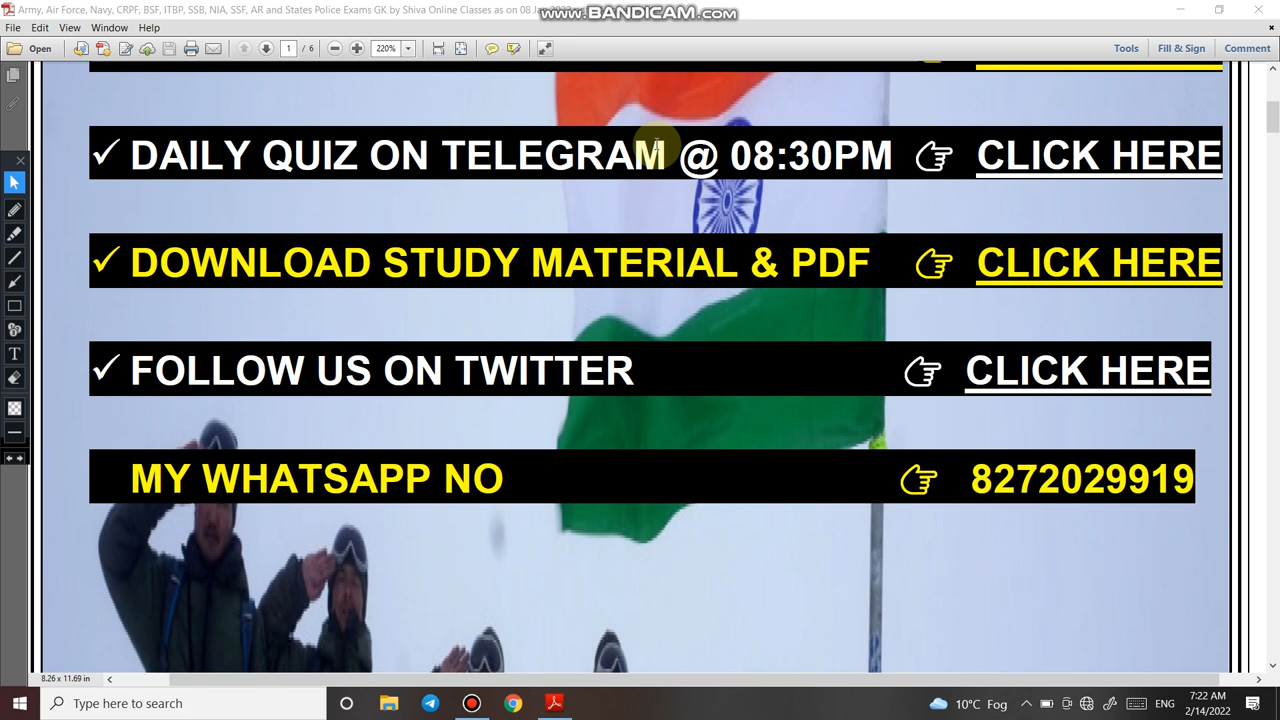 Army, Air Force, Navy, CRPF, BSF, ITBP, SSB, NIA, SSF, AR and States Police Exams GK by Shiva Online Classes as on 08
WWW.BANDICAM.COM
File Edit View Window Help
Open 1 / 6 220% Tools Fill & Sign Comment
✓ DAILY QUIZ ON TELEGRAM @ 08:30PM 👉 CLICK HERE
✓ DOWNLOAD STUDY MATERIAL & PDF 👉 CLICK HERE
✓ FOLLOW US ON TWITTER 👉 CLICK HERE
MY WHATSAPP NO 👉 8272029919
8.26 x 11.69 in
Type here to search 10°C Fog ENG 7:22 AM
2/14/2022